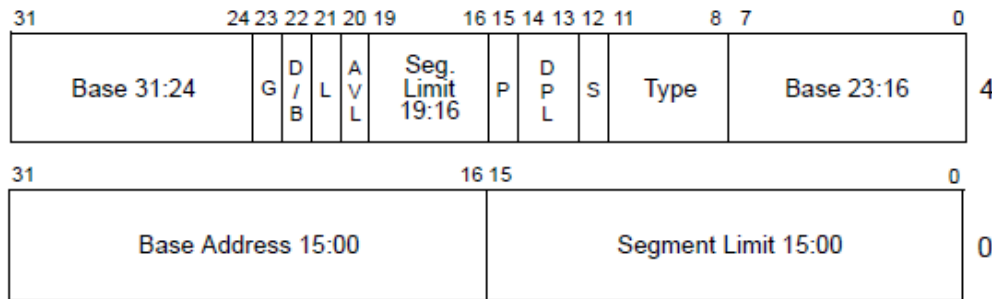 31 24 23 22 21 20 19 16 15 14 13 12 11 8 7 0
Base 31:24 G D/B L AVL Seg. Limit 19:16 P DPL S Type Base 23:16 4
31 16 15 0
Base Address 15:00 Segment Limit 15:00 0